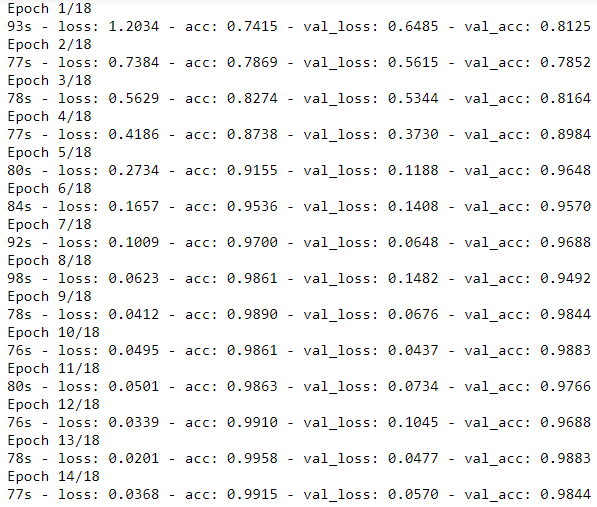 Epoch 1/18
93s - loss: 1.2034 - acc: 0.7415 - val_loss: 0.6485 - val_acc: 0.8125
Epoch 2/18
77s - loss: 0.7384 - acc: 0.7869 - val_loss: 0.5615 - val_acc: 0.7852
Epoch 3/18
78s - loss: 0.5629 - acc: 0.8274 - val_loss: 0.5344 - val_acc: 0.8164
Epoch 4/18
77s - loss: 0.4186 - acc: 0.8738 - val_loss: 0.3730 - val_acc: 0.8984
Epoch 5/18
80s - loss: 0.2734 - acc: 0.9155 - val_loss: 0.1188 - val_acc: 0.9648
Epoch 6/18
84s - loss: 0.1657 - acc: 0.9536 - val_loss: 0.1408 - val_acc: 0.9570
Epoch 7/18
92s - loss: 0.1009 - acc: 0.9700 - val_loss: 0.0648 - val_acc: 0.9688
Epoch 8/18
98s - loss: 0.0623 - acc: 0.9861 - val_loss: 0.1482 - val_acc: 0.9492
Epoch 9/18
78s - loss: 0.0412 - acc: 0.9890 - val_loss: 0.0676 - val_acc: 0.9844
Epoch 10/18
76s - loss: 0.0495 - acc: 0.9861 - val_loss: 0.0437 - val_acc: 0.9883
Epoch 11/18
80s - loss: 0.0501 - acc: 0.9863 - val_loss: 0.0734 - val_acc: 0.9766
Epoch 12/18
76s - loss: 0.0339 - acc: 0.9910 - val_loss: 0.1045 - val_acc: 0.9688
Epoch 13/18
78s - loss: 0.0201 - acc: 0.9958 - val_loss: 0.0477 - val_acc: 0.9883
Epoch 14/18
77s - loss: 0.0368 - acc: 0.9915 - val_loss: 0.0570 - val_acc: 0.9844